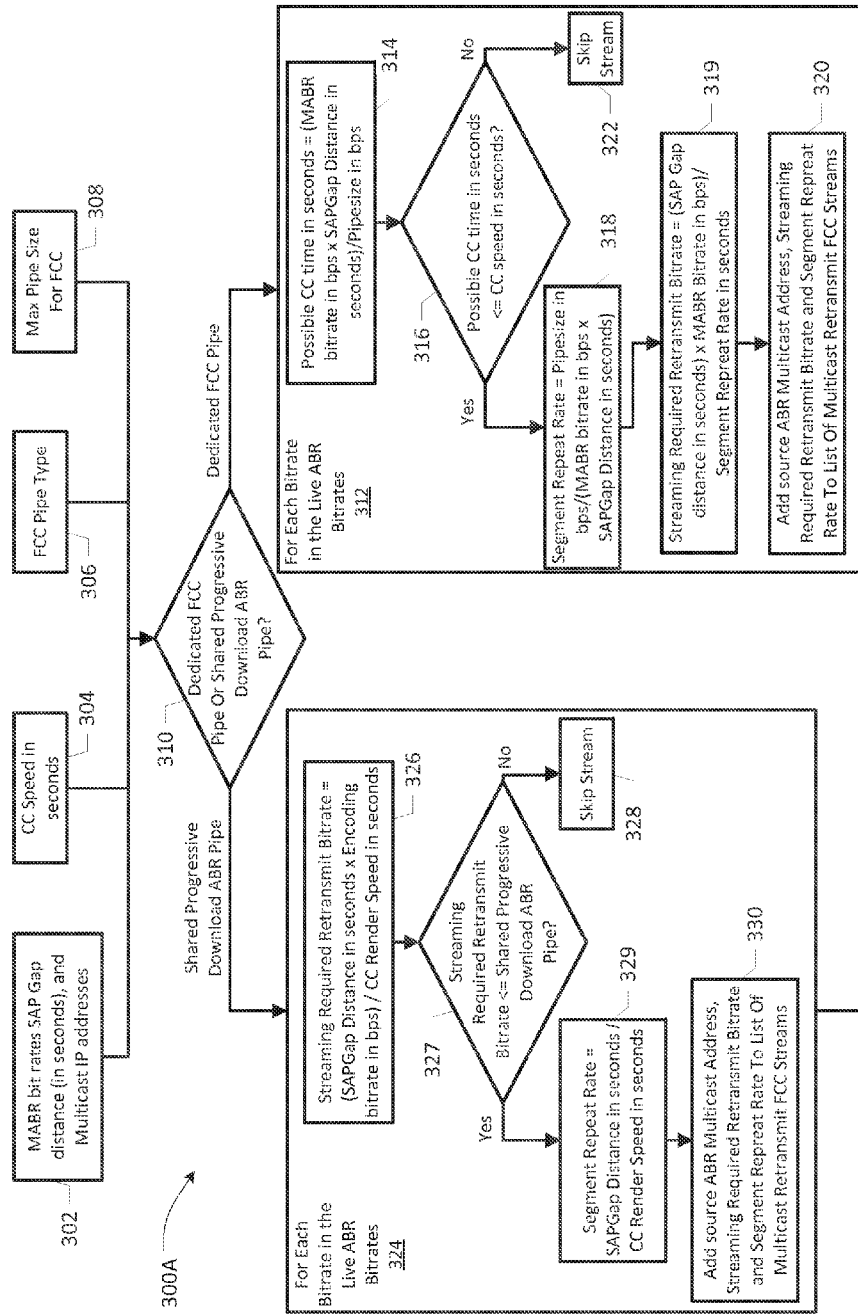 300A
MABR bit rates SAP Gap
distance (in seconds), and
Multicast IP addresses
302
CC Speed in
seconds
304
FCC Pipe Type
306
Max Pipe Size
For FCC
308
310
Dedicated FCC
Pipe Or Shared Progressive
Download ABR
Pipe?
Shared Progressive
Download ABR Pipe
Dedicated FCC Pipe
For Each
Bitrate in the
Live ABR
Bitrates
324
Streaming Required Retransmit Bitrate =
(SAPGap Distance in seconds x Encoding
bitrate in bps) / CC Render Speed in seconds
326
327
Streaming
Required Retransmit
Bitrate <= Shared Progressive
Download ABR
Pipe?
No
Skip Stream
328
Yes
Segment Repeat Rate =
SAPGap Distance in seconds /
CC Render Speed in seconds
329
Add source ABR Multicast Address,
Streaming Required Retransmit Bitrate
and Segment Repeat Rate To List Of
Multicast Retransmit FCC Streams
330
For Each Bitrate
in the Live ABR
Bitrates
312
Possible CC time in seconds = (MABR
bitrate in bps x SAPGap Distance in
seconds)/Pipesize in bps
314
316
Possible CC time in seconds
<= CC speed in seconds?
No
Skip
Stream
322
Yes
Segment Repeat Rate = Pipesize in
bps/(MABR bitrate in bps x
SAPGap Distance in seconds)
318
Streaming Required Retransmit Bitrate = (SAP Gap
distance in seconds) x MABR Bitrate in bps)/
Segment Repeat Rate in seconds
319
Add source ABR Multicast Address, Streaming
Required Retransmit Bitrate and Segment Repeat
Rate To List Of Multicast Retransmit FCC Streams
320